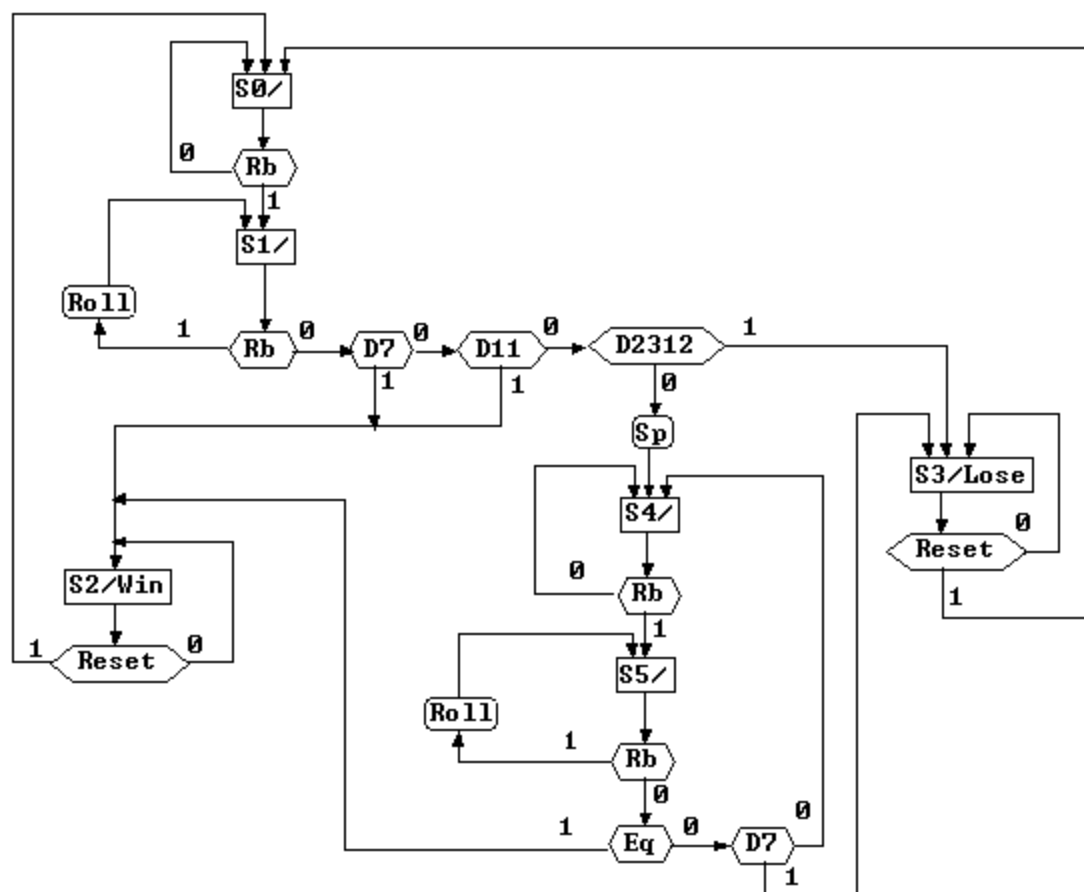 S0/
0
Rb
1
S1/
Roll
1
Rb
0
D7
0
D11
0
D2312
1
1
1
0
Sp
S3/Lose
S4/
0
Reset
0
Rb
1
S2/Win
1
1
Reset
0
S5/
Roll
1
Rb
0
1
Eq
0
D7
0
1